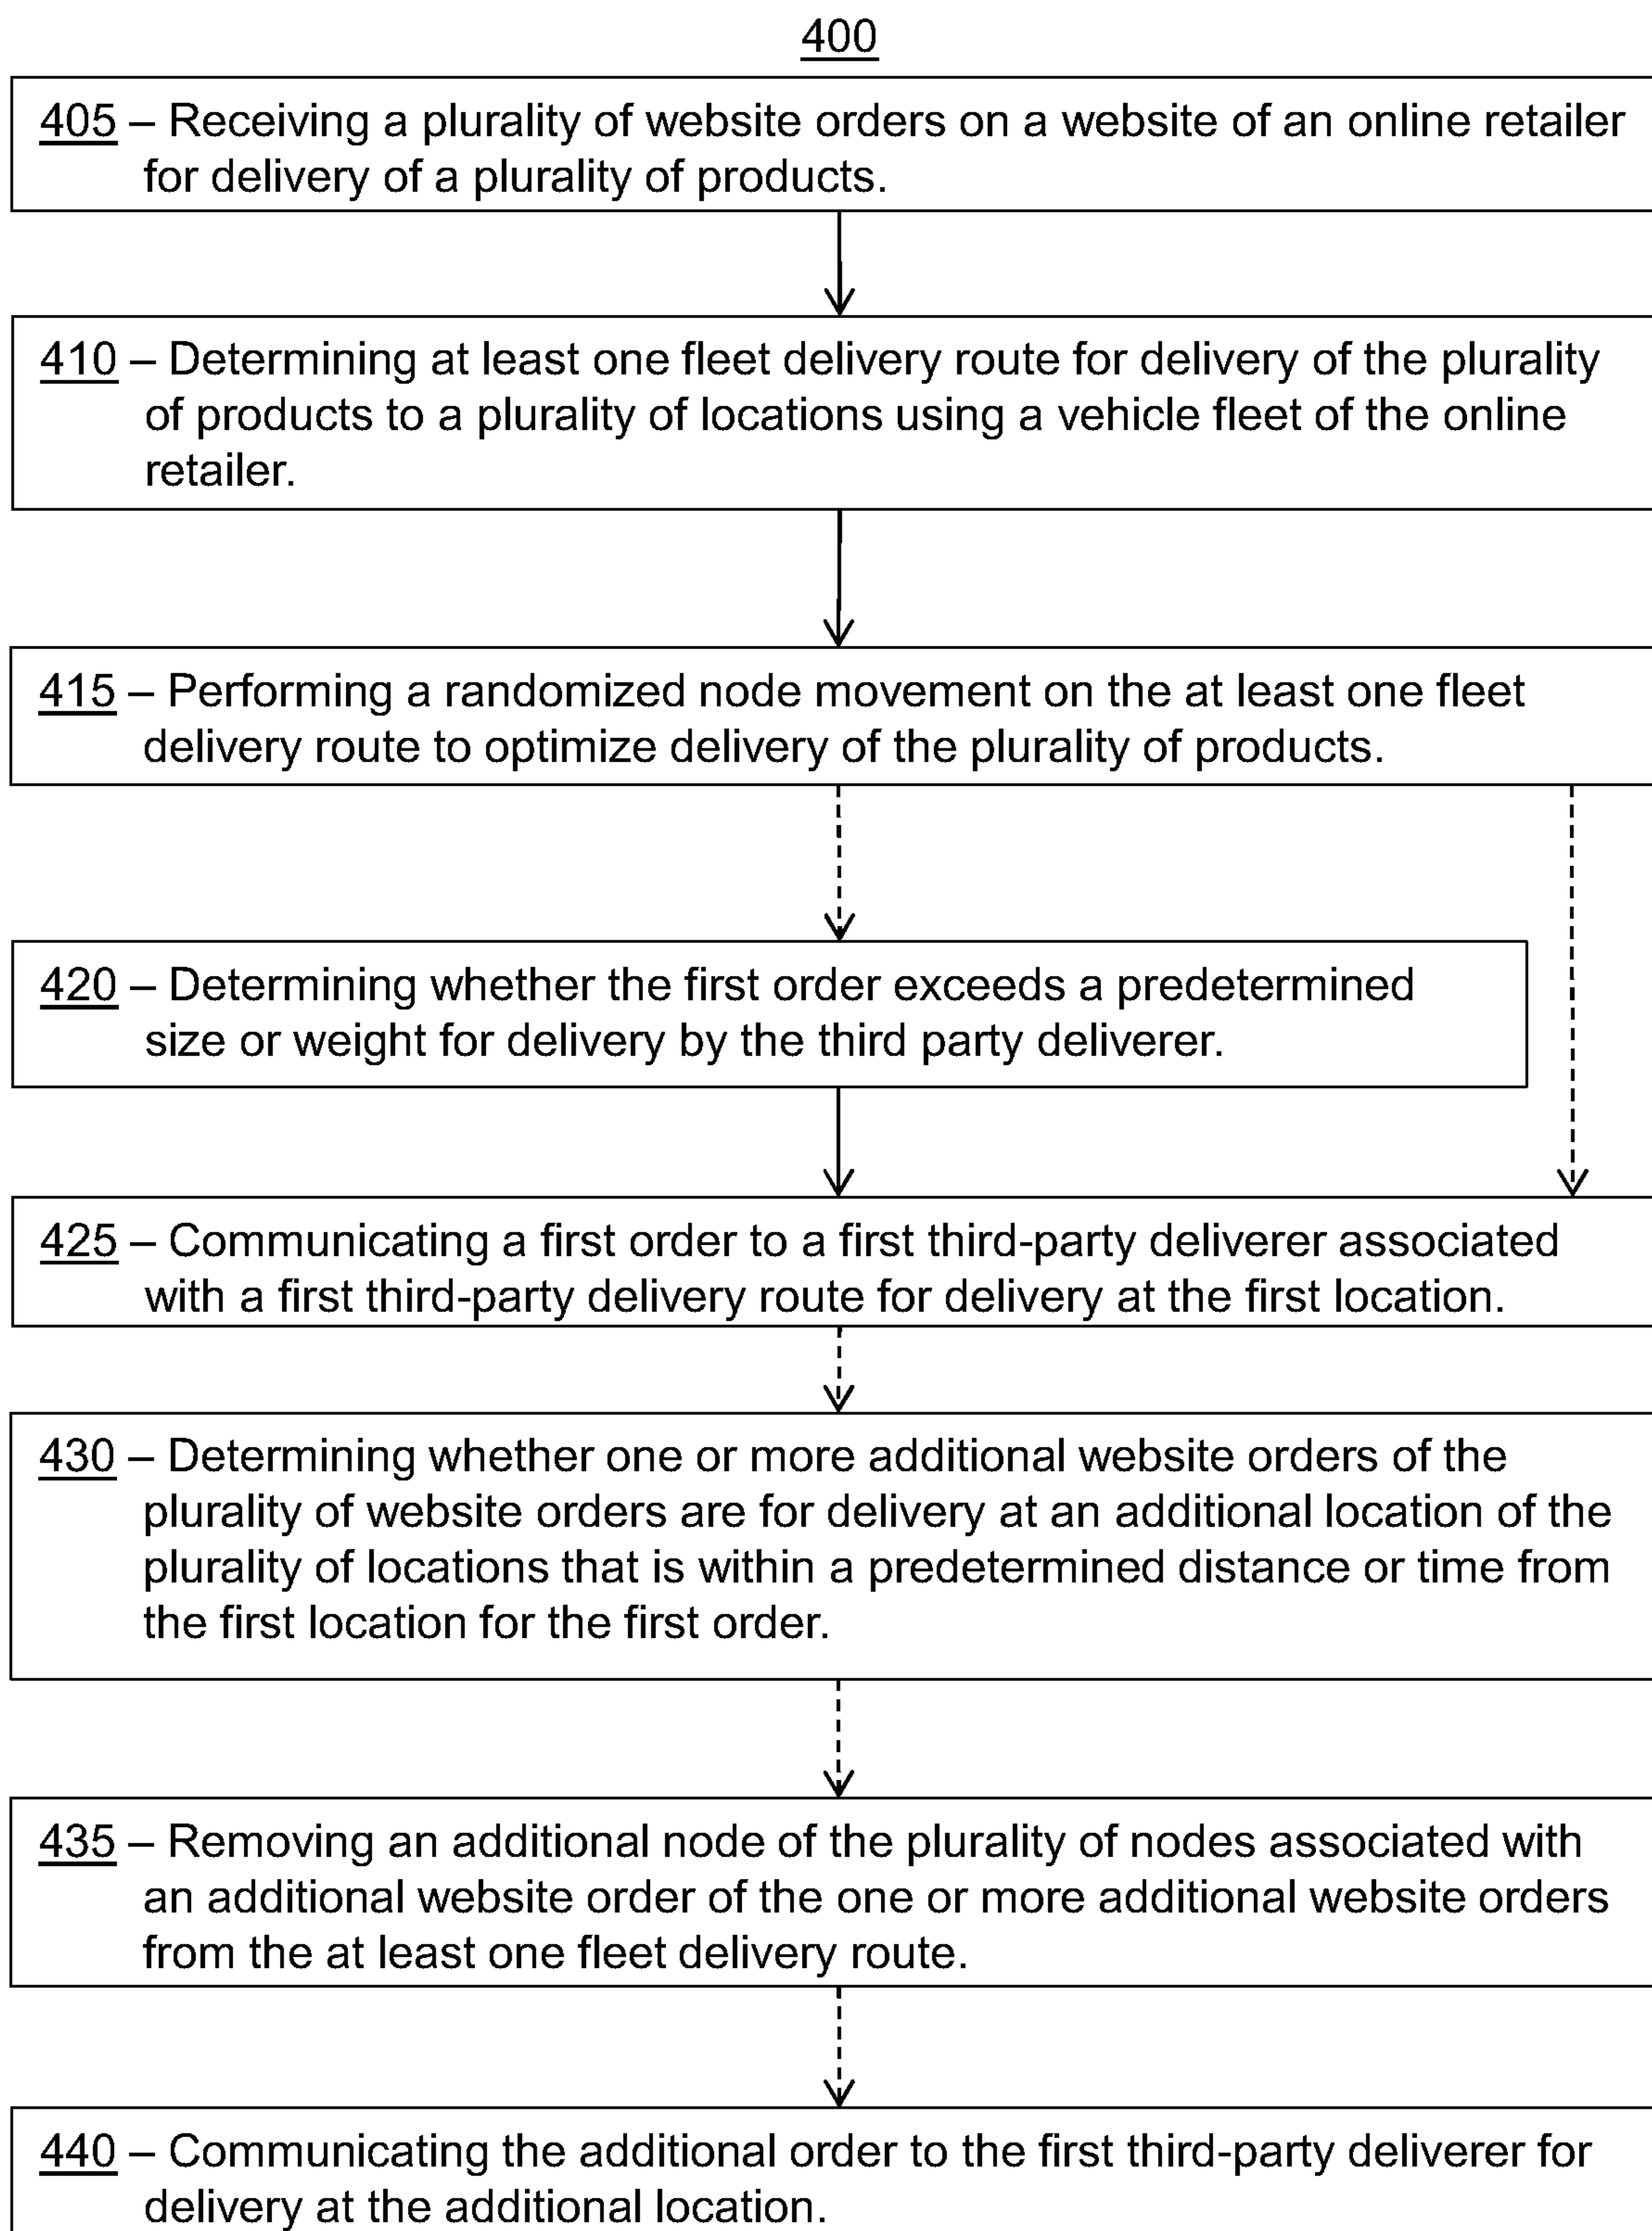 400
405 – Receiving a plurality of website orders on a website of an online retailer
for delivery of a plurality of products.
410 – Determining at least one fleet delivery route for delivery of the plurality
of products to a plurality of locations using a vehicle fleet of the online
retailer.
415 – Performing a randomized node movement on the at least one fleet
delivery route to optimize delivery of the plurality of products.
420 – Determining whether the first order exceeds a predetermined
size or weight for delivery by the third party deliverer.
425 – Communicating a first order to a first third-party deliverer associated
with a first third-party delivery route for delivery at the first location.
430 – Determining whether one or more additional website orders of the
plurality of website orders are for delivery at an additional location of the
plurality of locations that is within a predetermined distance or time from
the first location for the first order.
435 – Removing an additional node of the plurality of nodes associated with
an additional website order of the one or more additional website orders
from the at least one fleet delivery route.
440 – Communicating the additional order to the first third-party deliverer for
delivery at the additional location.